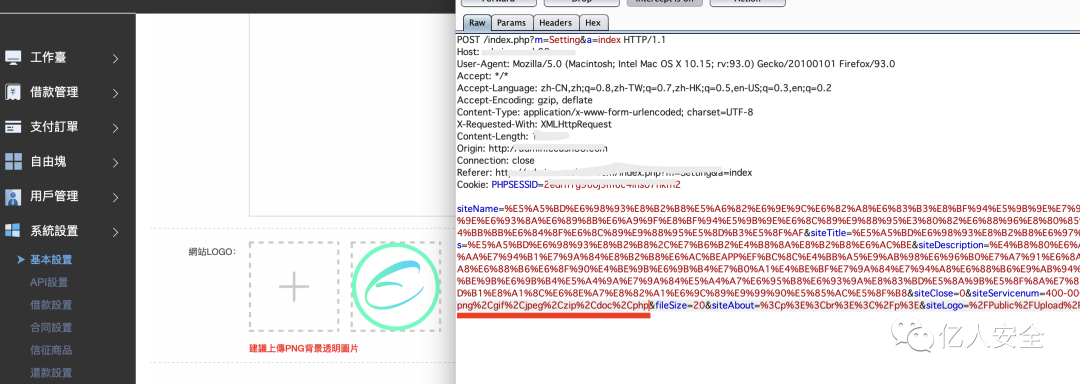 工作臺
借款管理
支付訂單
自由塊
用戶管理
系統設置
基本設置
API設置
借款設置
合同設置
信征商品
還款設置
網站LOGO:
建議上傳PNG背景透明圖片
Forward Drop Intercept is on Action
Raw Params Headers Hex
POST /index.php?m=Setting&a=index HTTP/1.1
Host:
User-Agent: Mozilla/5.0 (Macintosh; Intel Mac OS X 10.15; rv:93.0) Gecko/20100101 Firefox/93.0
Accept: */*
Accept-Language: zh-CN,zh;q=0.8,zh-TW;q=0.7,zh-HK;q=0.5,en-US;q=0.3,en;q=0.2
Accept-Encoding: gzip, deflate
Content-Type: application/x-www-form-urlencoded; charset=UTF-8
X-Requested-With: XMLHttpRequest
Content-Length:
Origin: http:
Connection: close
Referer: index.php?m=Setting&a=index
Cookie: PHPSESSID=
siteName=%E5%A5%BD%E6%98%93%E8%B2%B8%E5%A6%82%E6%9E%9C%E6%82%A8%E6%83%B3%E8%BF%94%E5%9B%9E%E7%9
%9E%E6%93%8A%E6%89%8B%E6%A9%9F%E8%BF%94%E5%9B%9E%E6%8C%89%E9%88%95%E3%80%82%E6%88%96%E8%80%85
4%BB%BB%E6%84%8F%E6%8C%89%E9%88%95%E5%8D%B3%E5%8F%AF&siteTitle=%E5%A5%BD%E6%98%93%E8%B2%B8%E6%97%
s=%E5%A5%BD%E6%98%93%E8%B2%B8%2C%E7%B6%B2%E4%B8%8A%E8%B2%B8%E6%AC%BE&siteDescription=%E4%B8%80%E6%A
%AA%E7%94%B1%E7%9A%84%E8%B2%B8%E6%AC%BEAPP%EF%BC%8C%E4%BB%A5%E9%AB%98%E6%96%B0%E7%A7%91%E6%8A
A8%E6%88%B6%E6%8F%90%E4%BE%9B%E6%9B%B4%E7%B0%A1%E4%BE%BF%E7%9A%84%E7%94%A8%E6%88%B6%E9%AB%94%
%BE%9B%E6%9B%B4%E5%A4%9A%E7%9A%84%E5%A4%A7%E6%95%B8%E6%93%9A%E8%83%BD%E5%8A%9B%E5%8F%8A%E7%8
D%B1%E8%A1%8C%E6%8E%A7%E8%82%A1%E6%9C%89%E9%99%90%E5%85%AC%E5%8F%B8&siteClose=0&siteServicenum=400-00
png%2Cgif%2Cjpeg%2Czip%2Cdoc%2Cphp&fileSize=20&siteAbout=%3Cp%3E%3Cbr%3E%3C%2Fp%3E&siteLogo=%2FPublic%2FUpload%2F
亿人安全